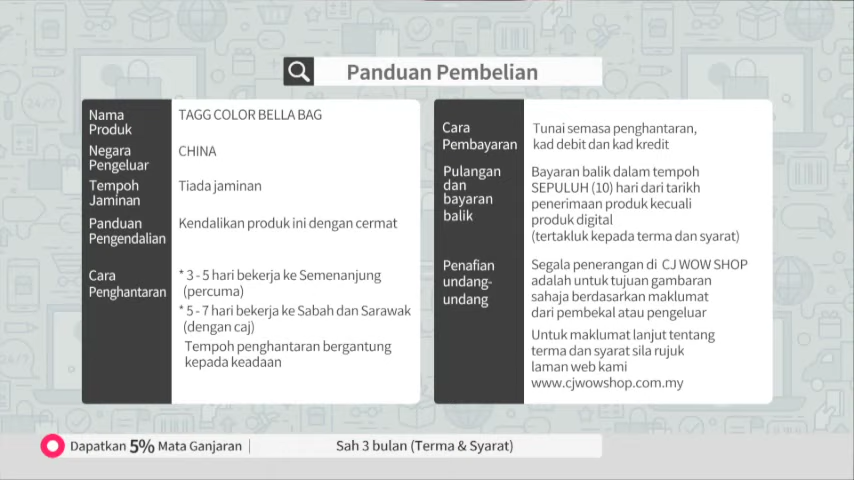 Panduan Pembelian
Nama
Produk
TAGG COLOR BELLA BAG
Negara
Pengeluar
CHINA
Tempoh
Jaminan
Tiada jaminan
Panduan
Pengendalian
Kendalikan produk ini dengan cermat
Cara
Penghantaran
* 3 - 5 hari bekerja ke Semenanjung
(percuma)
* 5 - 7 hari bekerja ke Sabah dan Sarawak
(dengan caj)
Tempoh penghantaran bergantung
kepada keadaan
Cara
Pembayaran
Tunai semasa penghantaran,
kad debit dan kad kredit
Pulangan
dan
bayaran
balik
Bayaran balik dalam tempoh
SEPULUH (10) hari dari tarikh
penerimaan produk kecuali
produk digital
(tertakluk kepada terma dan syarat)
Penafian
undang-
undang
Segala penerangan di CJ WOW SHOP
adalah untuk tujuan gambaran
sahaja berdasarkan maklumat
dari pembekal atau pengeluar
Untuk maklumat lanjut tentang
terma dan syarat sila rujuk
laman web kami
www.cjwowshop.com.my
Dapatkan 5% Mata Ganjaran | Sah 3 bulan (Terma & Syarat)
24/7